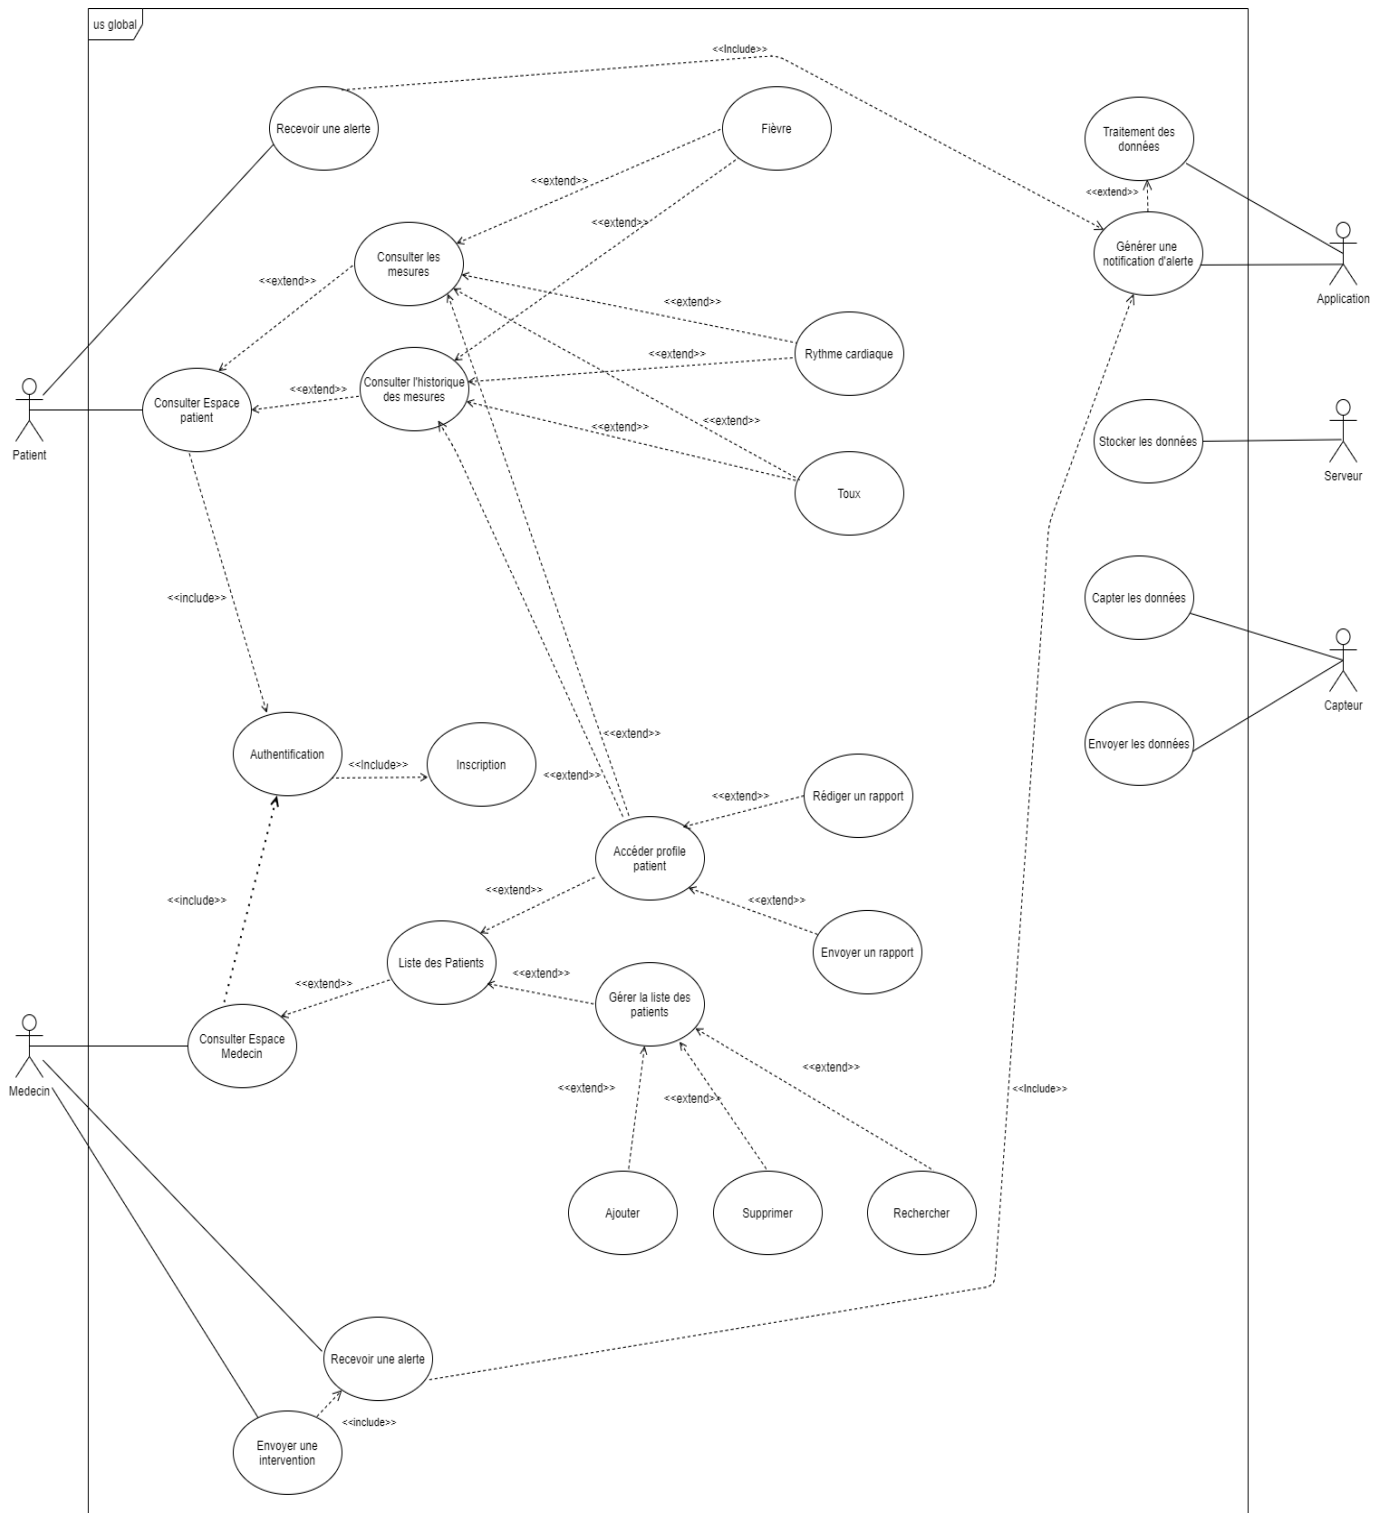 us global
<<Include>>
Recevoir une alerte
Fièvre
Traitement des
données
<<extend>>
<<extend>>
<<extend>>
Consulter les
mesures
Générer une
notification d'alerte
Application
<<extend>>
<<extend>>
Rythme cardiaque
<<extend>>
Consulter l'historique
des mesures
<<extend>>
Consulter Espace
patient
<<extend>>
<<extend>>
Patient
Stocker les données
Serveur
Toux
<<include>>
Capter les données
Capteur
<<extend>>
Envoyer les données
Authentification
<<Include>>
Inscription
<<extend>>
Rédiger un rapport
<<extend>>
Accéder profile
patient
<<extend>>
<<include>>
<<extend>>
Envoyer un rapport
Liste des Patients
<<extend>>
<<extend>>
Gérer la liste des
patients
Consulter Espace
Medecin
<<extend>>
Medecin
<<extend>>
<<extend>>
<<Include>>
Ajouter
Supprimer
Rechercher
Recevoir une alerte
<<include>>
Envoyer une
intervention